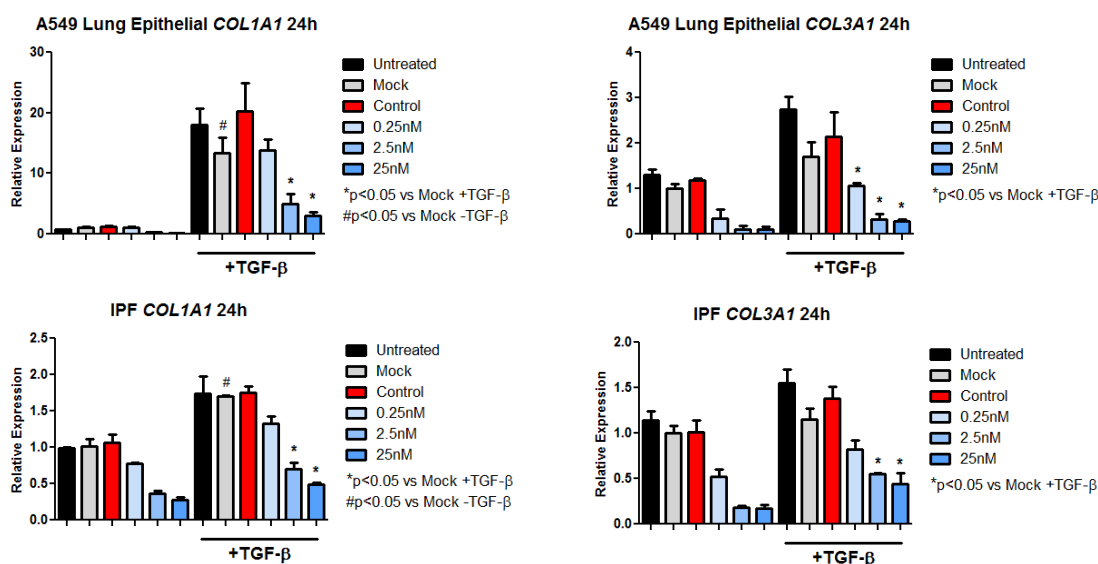 A549 Lung Epithelial COL1A1 24h
Relative Expression
30
20
10
0
#
*
*
+TGF-β
Untreated
Mock
Control
0.25nM
2.5nM
25nM
*p<0.05 vs Mock +TGF-β
#p<0.05 vs Mock -TGF-β
A549 Lung Epithelial COL3A1 24h
Relative Expression
4
3
2
1
0
*
*
*
+TGF-β
Untreated
Mock
Control
0.25nM
2.5nM
25nM
*p<0.05 vs Mock +TGF-β
IPF COL1A1 24h
Relative Expression
2.5
2.0
1.5
1.0
0.5
0.0
#
*
*
+TGF-β
Untreated
Mock
Control
0.25nM
2.5nM
25nM
*p<0.05 vs Mock +TGF-β
#p<0.05 vs Mock -TGF-β
IPF COL3A1 24h
Relative Expression
2.0
1.5
1.0
0.5
0.0
*
*
+TGF-β
Untreated
Mock
Control
0.25nM
2.5nM
25nM
*p<0.05 vs Mock +TGF-β